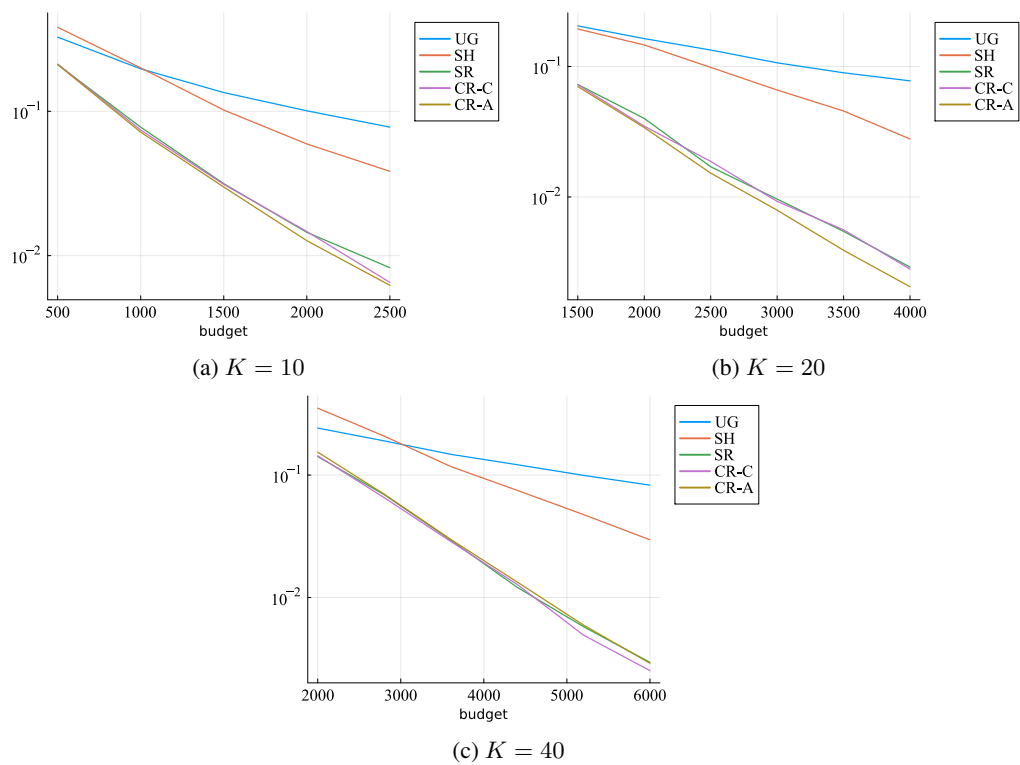 10⁻¹
10⁻²
500 1000 1500 2000 2500
budget
UG
SH
SR
CR-C
CR-A
(a) K = 10
10⁻¹
10⁻²
1500 2000 2500 3000 3500 4000
budget
UG
SH
SR
CR-C
CR-A
(b) K = 20
10⁻¹
10⁻²
2000 3000 4000 5000 6000
budget
UG
SH
SR
CR-C
CR-A
(c) K = 40